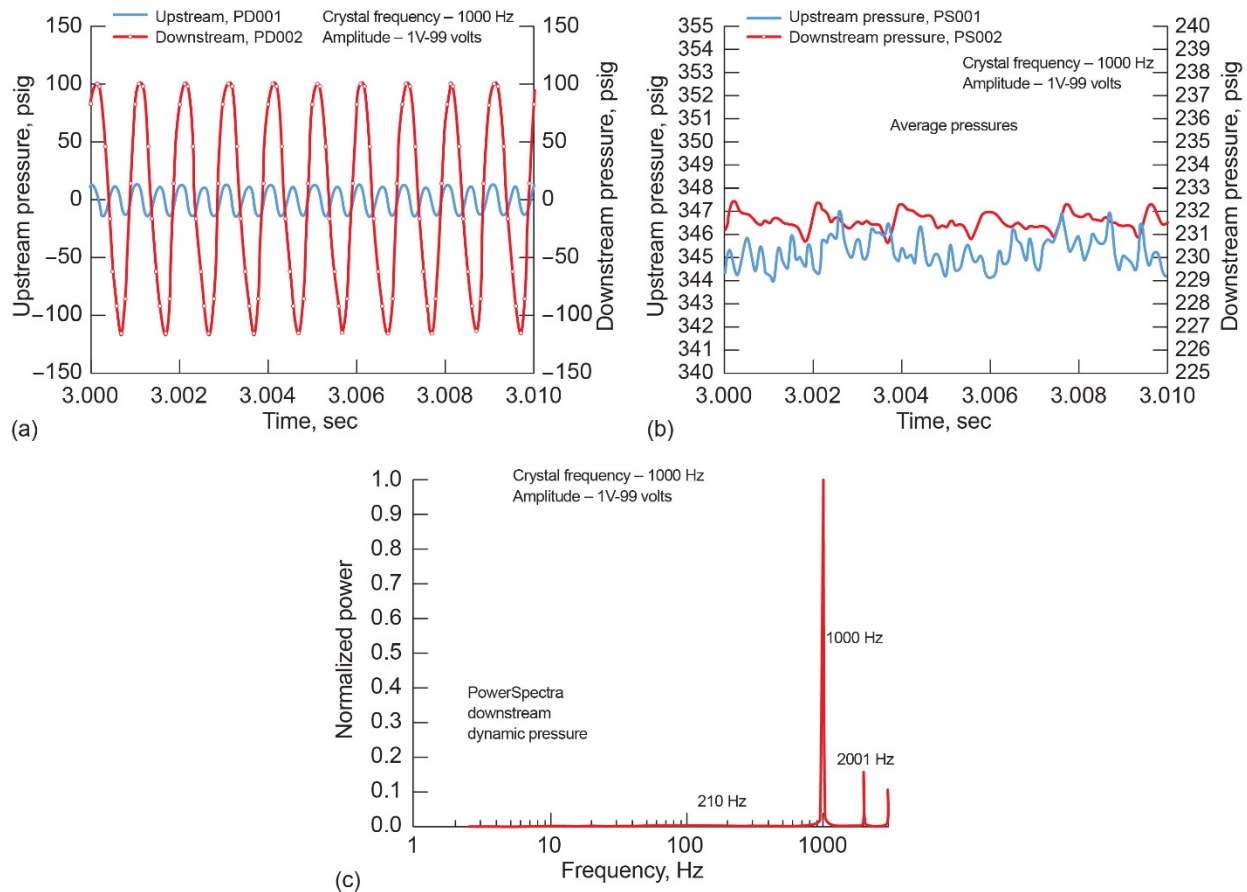 Upstream, PD001
Downstream, PD002
Crystal frequency – 1000 Hz
Amplitude – 1V-99 volts
Upstream pressure, psig
150
100
50
0
–50
–100
–150
Downstream pressure, psig
150
100
50
0
–50
–100
–150
3.000 3.002 3.004 3.006 3.008 3.010
Time, sec
(a)
Upstream pressure, PS001
Downstream pressure, PS002
Crystal frequency – 1000 Hz
Amplitude – 1V-99 volts
Average pressures
Upstream pressure, psig
355
354
353
352
351
350
349
348
347
346
345
344
343
342
341
340
Downstream pressure, psig
240
239
238
237
236
235
234
233
232
231
230
229
228
227
226
225
3.000 3.002 3.004 3.006 3.008 3.010
Time, sec
(b)
Crystal frequency – 1000 Hz
Amplitude – 1V-99 volts
Normalized power
1.0
0.9
0.8
0.7
0.6
0.5
0.4
0.3
0.2
0.1
0.0
1000 Hz
PowerSpectra
downstream
dynamic pressure
2001 Hz
210 Hz
1 10 100 1000
Frequency, Hz
(c)